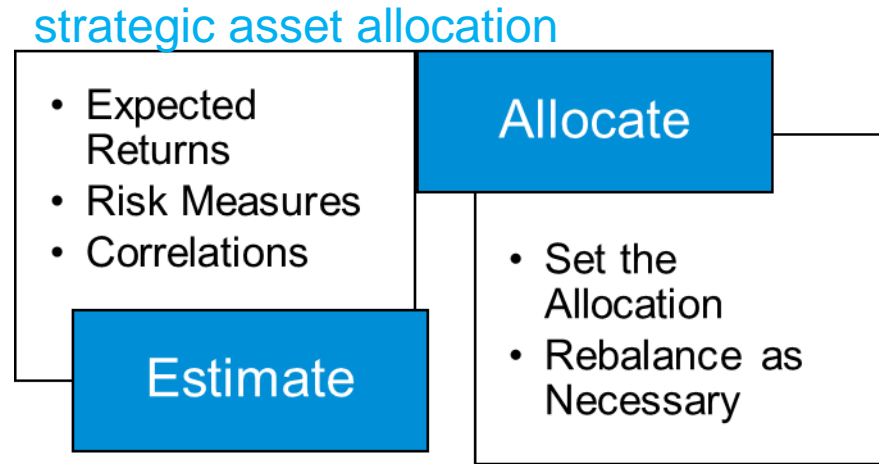 strategic asset allocation
• Expected
Returns
• Risk Measures
• Correlations
Estimate
Allocate
• Set the
Allocation
• Rebalance as
Necessary